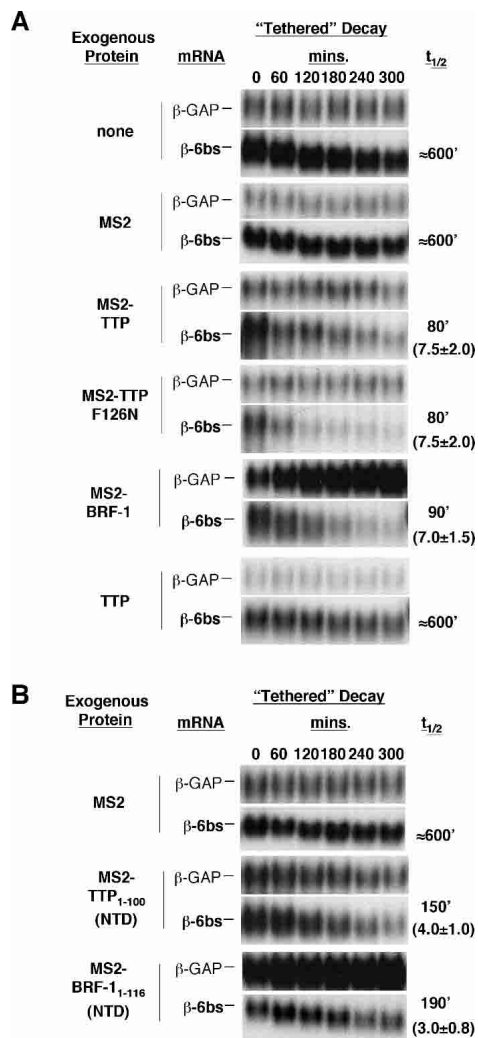 A
"Tethered" Decay
Exogenous Protein mRNA mins. t1/2
0 60 120 180 240 300
none β-GAP
β-6bs ≈600'
MS2 β-GAP
β-6bs ≈600'
MS2-TTP β-GAP
β-6bs 80' (7.5±2.0)
MS2-TTP F126N β-GAP
β-6bs 80' (7.5±2.0)
MS2-BRF-1 β-GAP
β-6bs 90' (7.0±1.5)
TTP β-GAP
β-6bs ≈600'
B
"Tethered" Decay
Exogenous Protein mRNA mins. t1/2
0 60 120 180 240 300
MS2 β-GAP
β-6bs ≈600'
MS2-TTP1-100 (NTD) β-GAP
β-6bs 150' (4.0±1.0)
MS2-BRF-11-116 (NTD) β-GAP
β-6bs 190' (3.0±0.8)